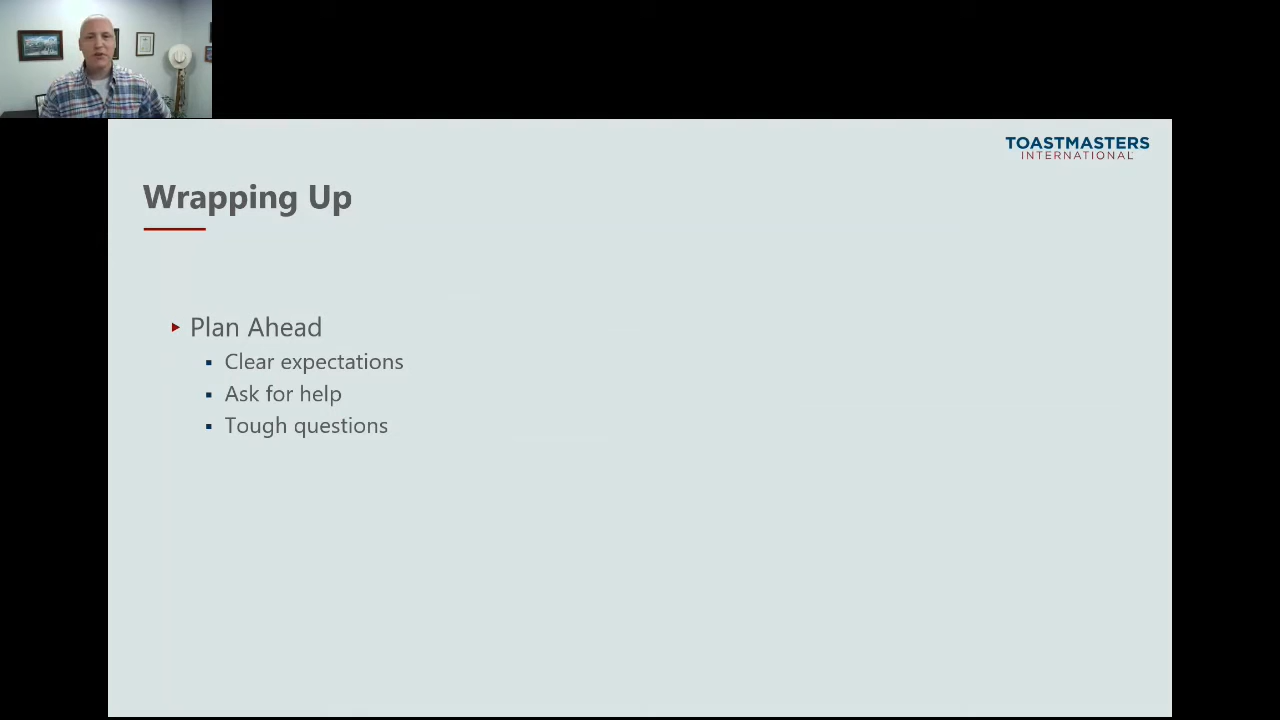 TOASTMASTERS
INTERNATIONAL
Wrapping Up
Plan Ahead
Clear expectations
Ask for help
Tough questions